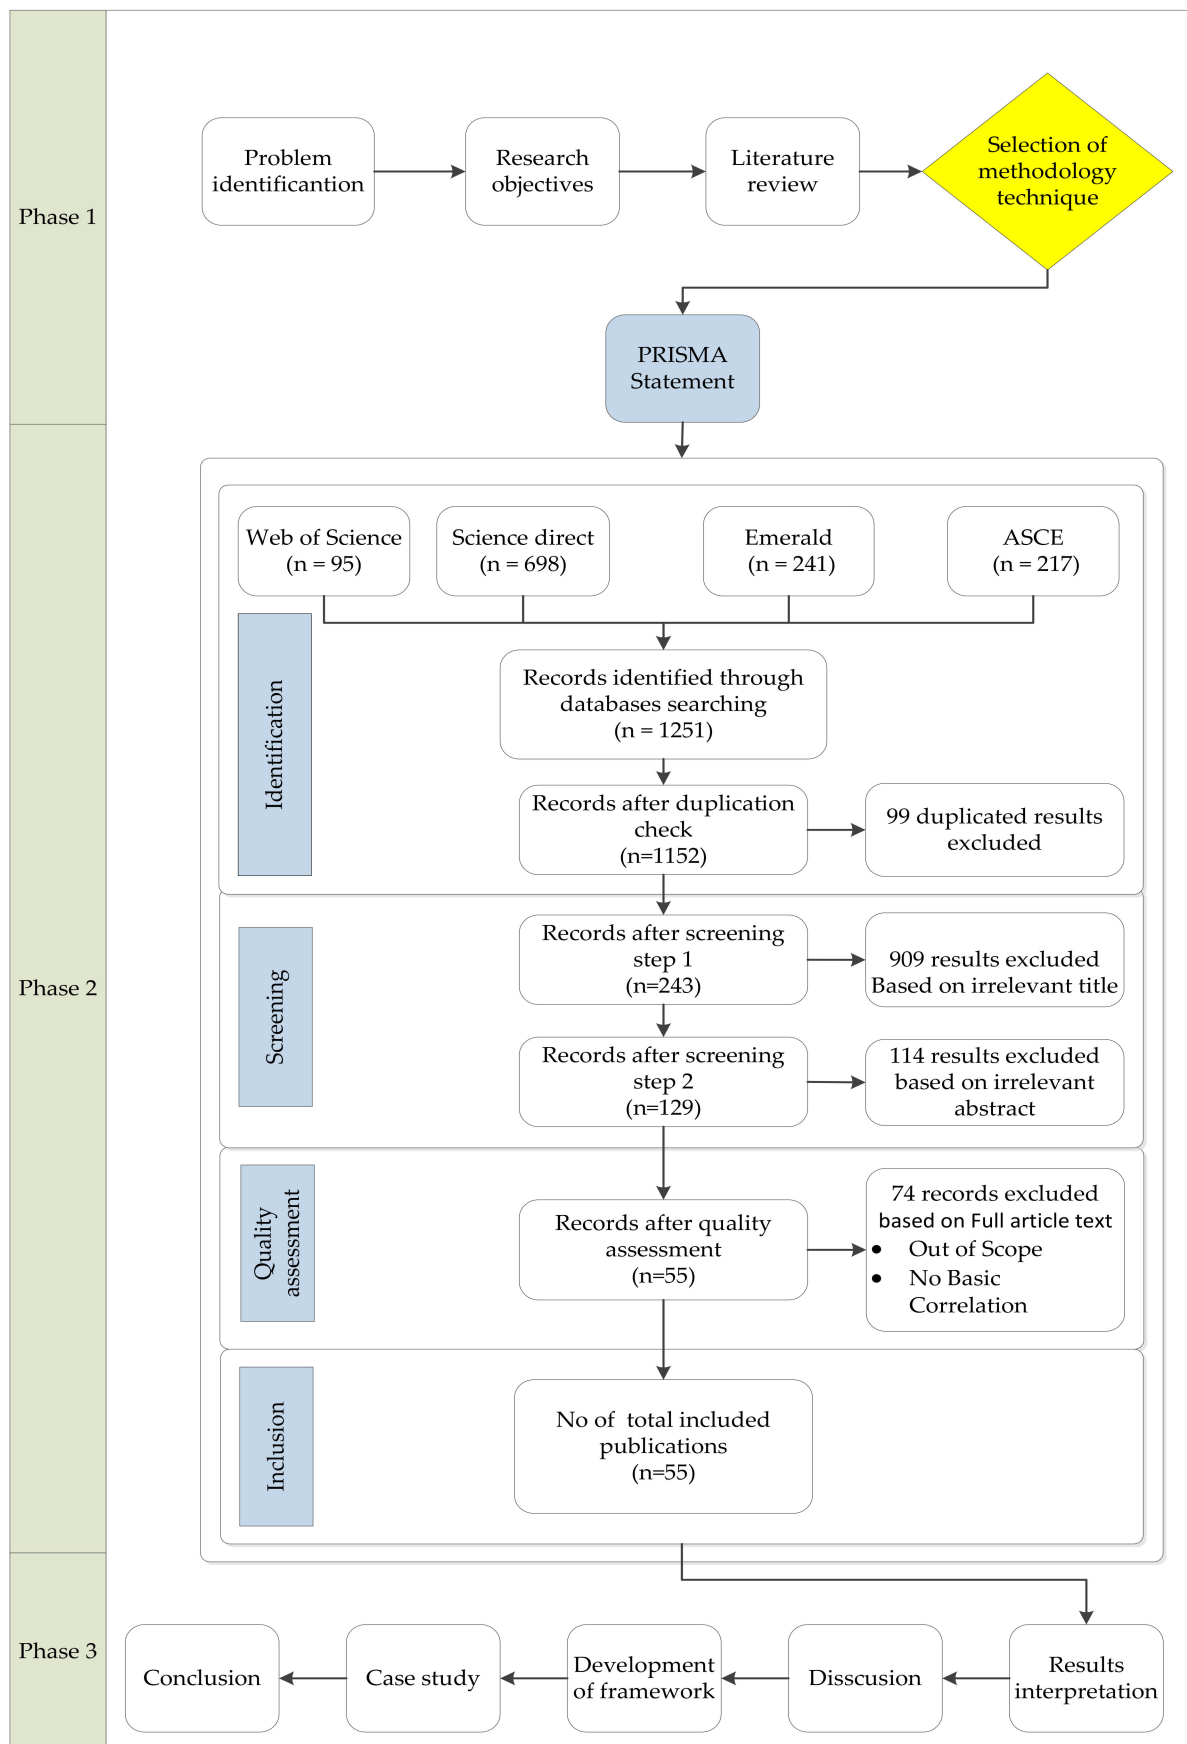 Phase 1
Problem
identificantion
Research
objectives
Literature
review
Selection of
methodology
technique
PRISMA
Statement
Phase 2
Web of Science
(n = 95)
Science direct
(n = 698)
Emerald
(n = 241)
ASCE
(n = 217)
Identification
Records identified through
databases searching
(n = 1251)
Records after duplication
check
(n=1152)
99 duplicated results
excluded
Screening
Records after screening
step 1
(n=243)
909 results excluded
Based on irrelevant title
Records after screening
step 2
(n=129)
114 results excluded
based on irrelevant
abstract
Quality
assessment
Records after quality
assessment
(n=55)
74 records excluded
based on Full article text
• Out of Scope
• No Basic
Correlation
Inclusion
No of total included
publications
(n=55)
Phase 3
Conclusion
Case study
Development
of framework
Disscusion
Results
interpretation